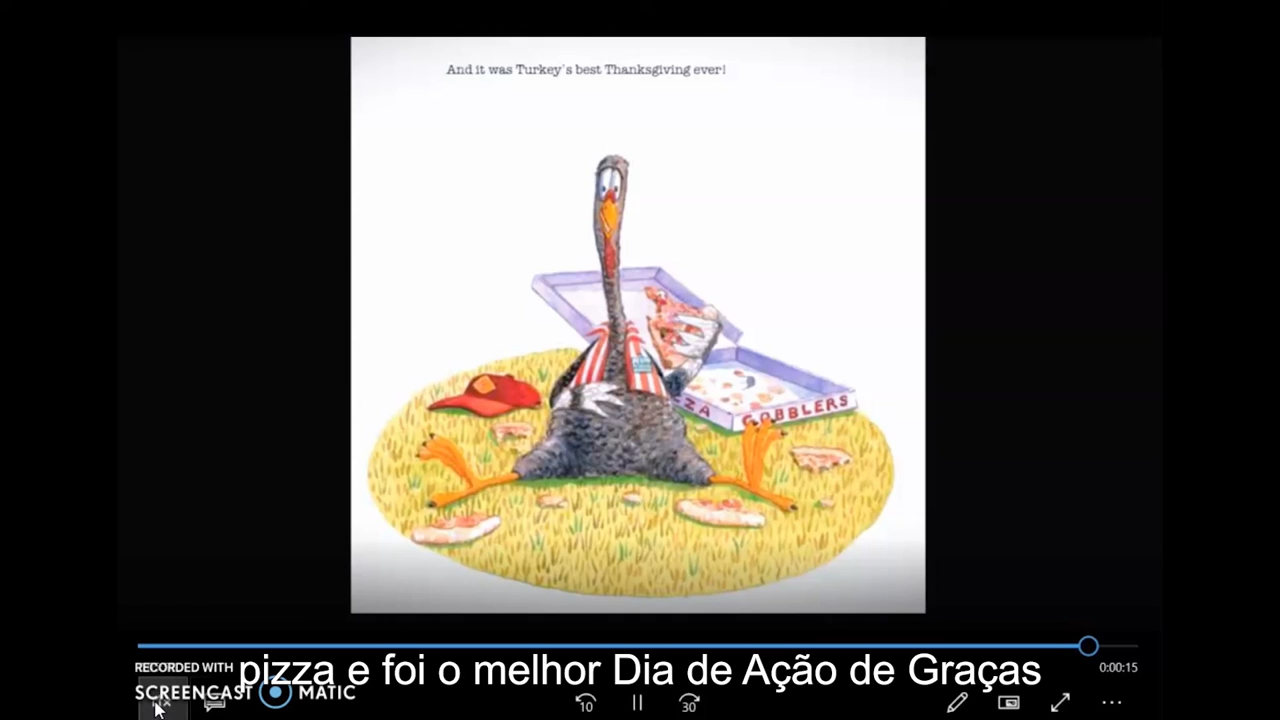 And it was Turkey's best Thanksgiving ever!
ZZA GOBBLERS
0:00:15
RECORDED WITH
pizza e foi o melhor Dia de Ação de Graças
SCREENCAST MATIC
10
30